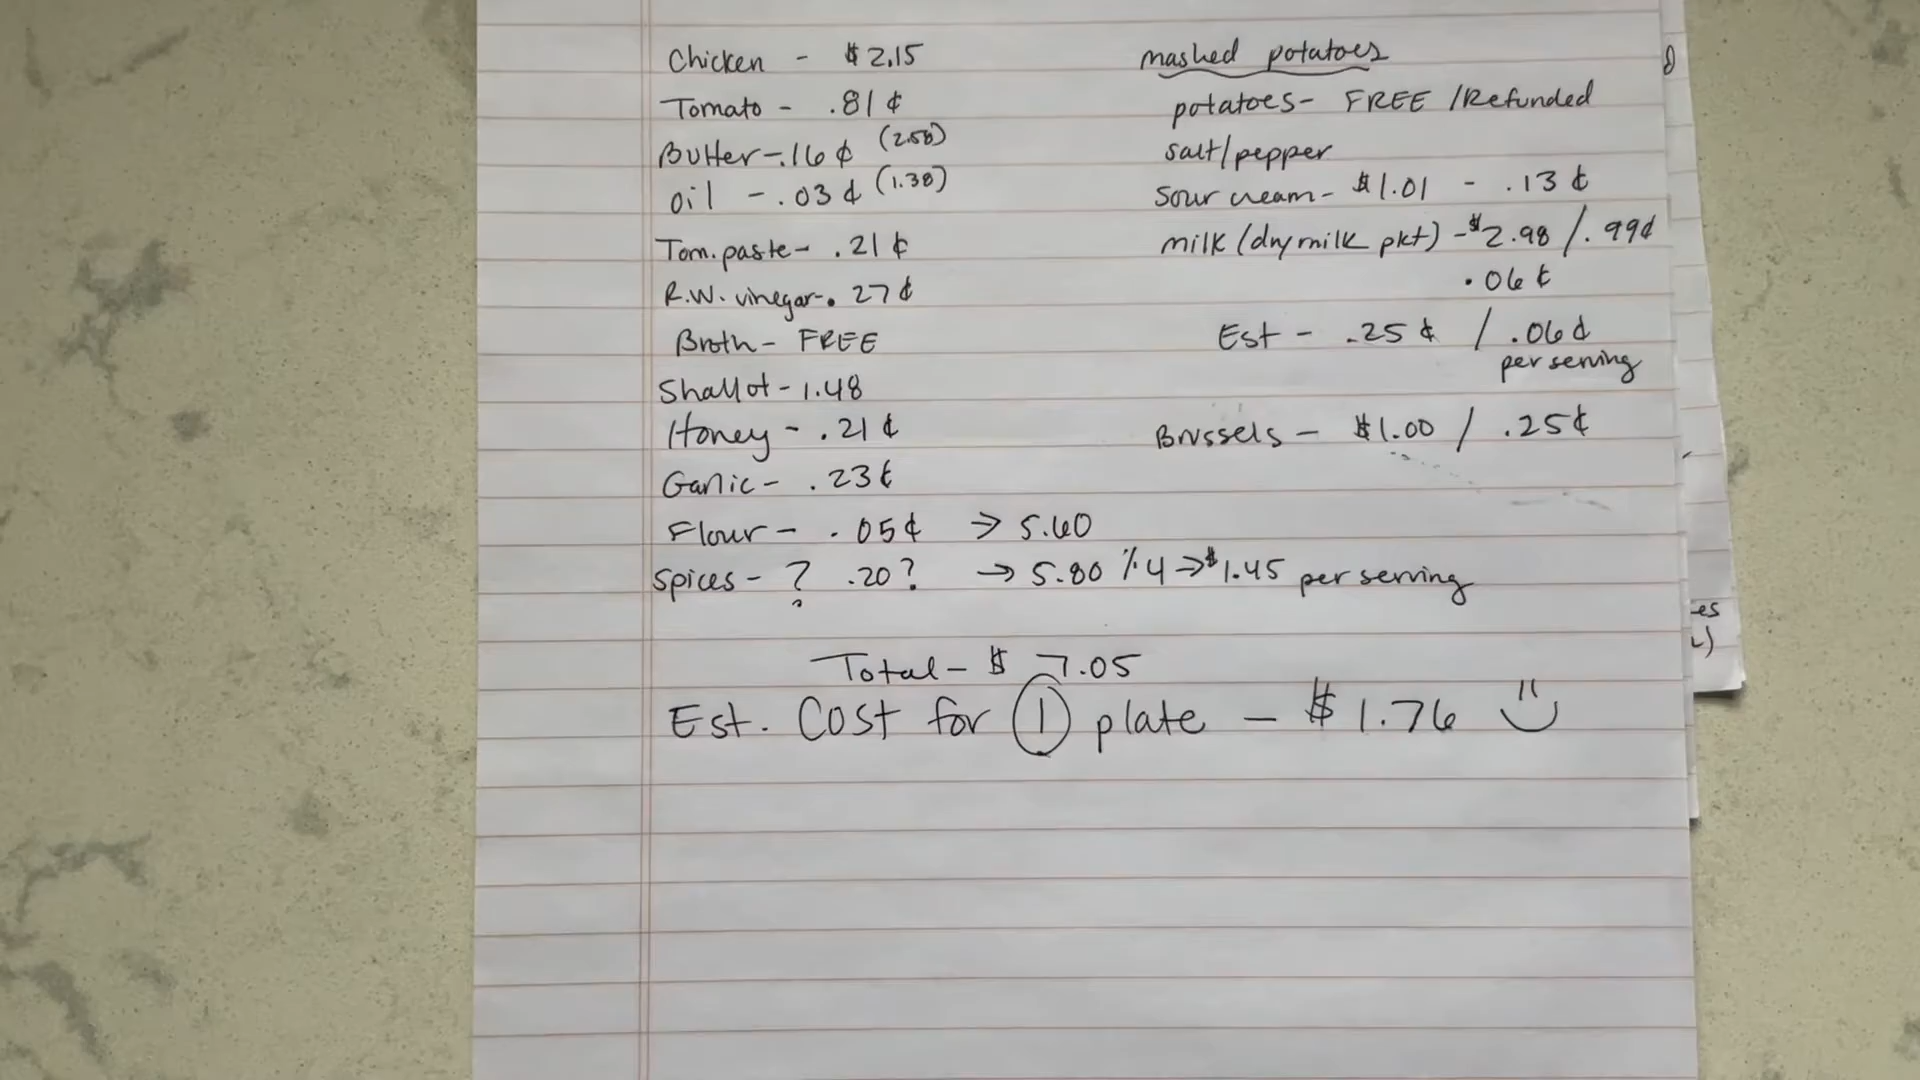 Chicken - $2.15
Tomato - .81¢
Butter - .16¢ (2.58)
oil - .03¢ (1.38)
Tom. paste - .21¢
R.W. vinegar - .27¢
Broth - FREE
Shallot - 1.48
Honey - .21¢
Garlic - .23¢
Flour - .05¢ → 5.60
Spices - ? .20? → 5.80 % 4 → $1.45 per serving
mashed potatoes
potatoes - FREE / Refunded
salt/pepper
Sour cream - $1.01 - .13¢
milk (dry milk pkt) - $2.98 / .99¢
.06¢
Est - .25¢ / .06¢
per serving
Brussels - $1.00 / .25¢
Total - $7.05
Est. Cost for 1 plate - $1.76
es